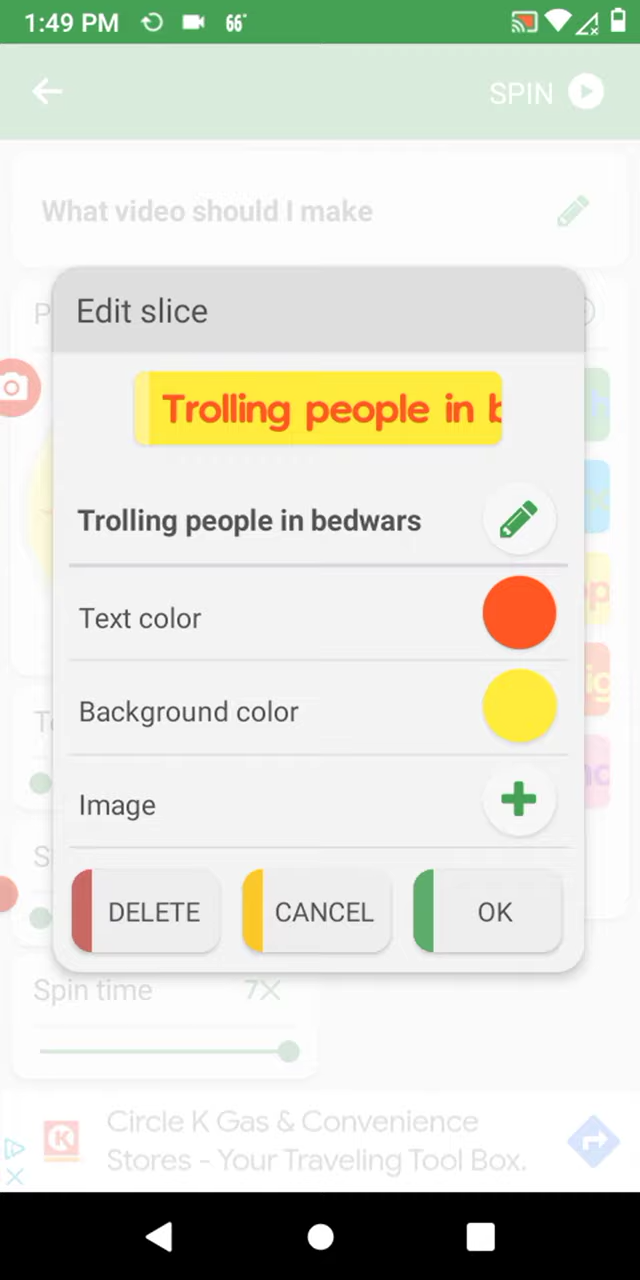 1:49 PM 66°
SPIN
What video should I make
Edit slice
Trolling people in b
Trolling people in bedwars
Text color
Background color
Image
DELETE CANCEL OK
Spin time 7X
Circle K Gas & Convenience
Stores - Your Traveling Tool Box.